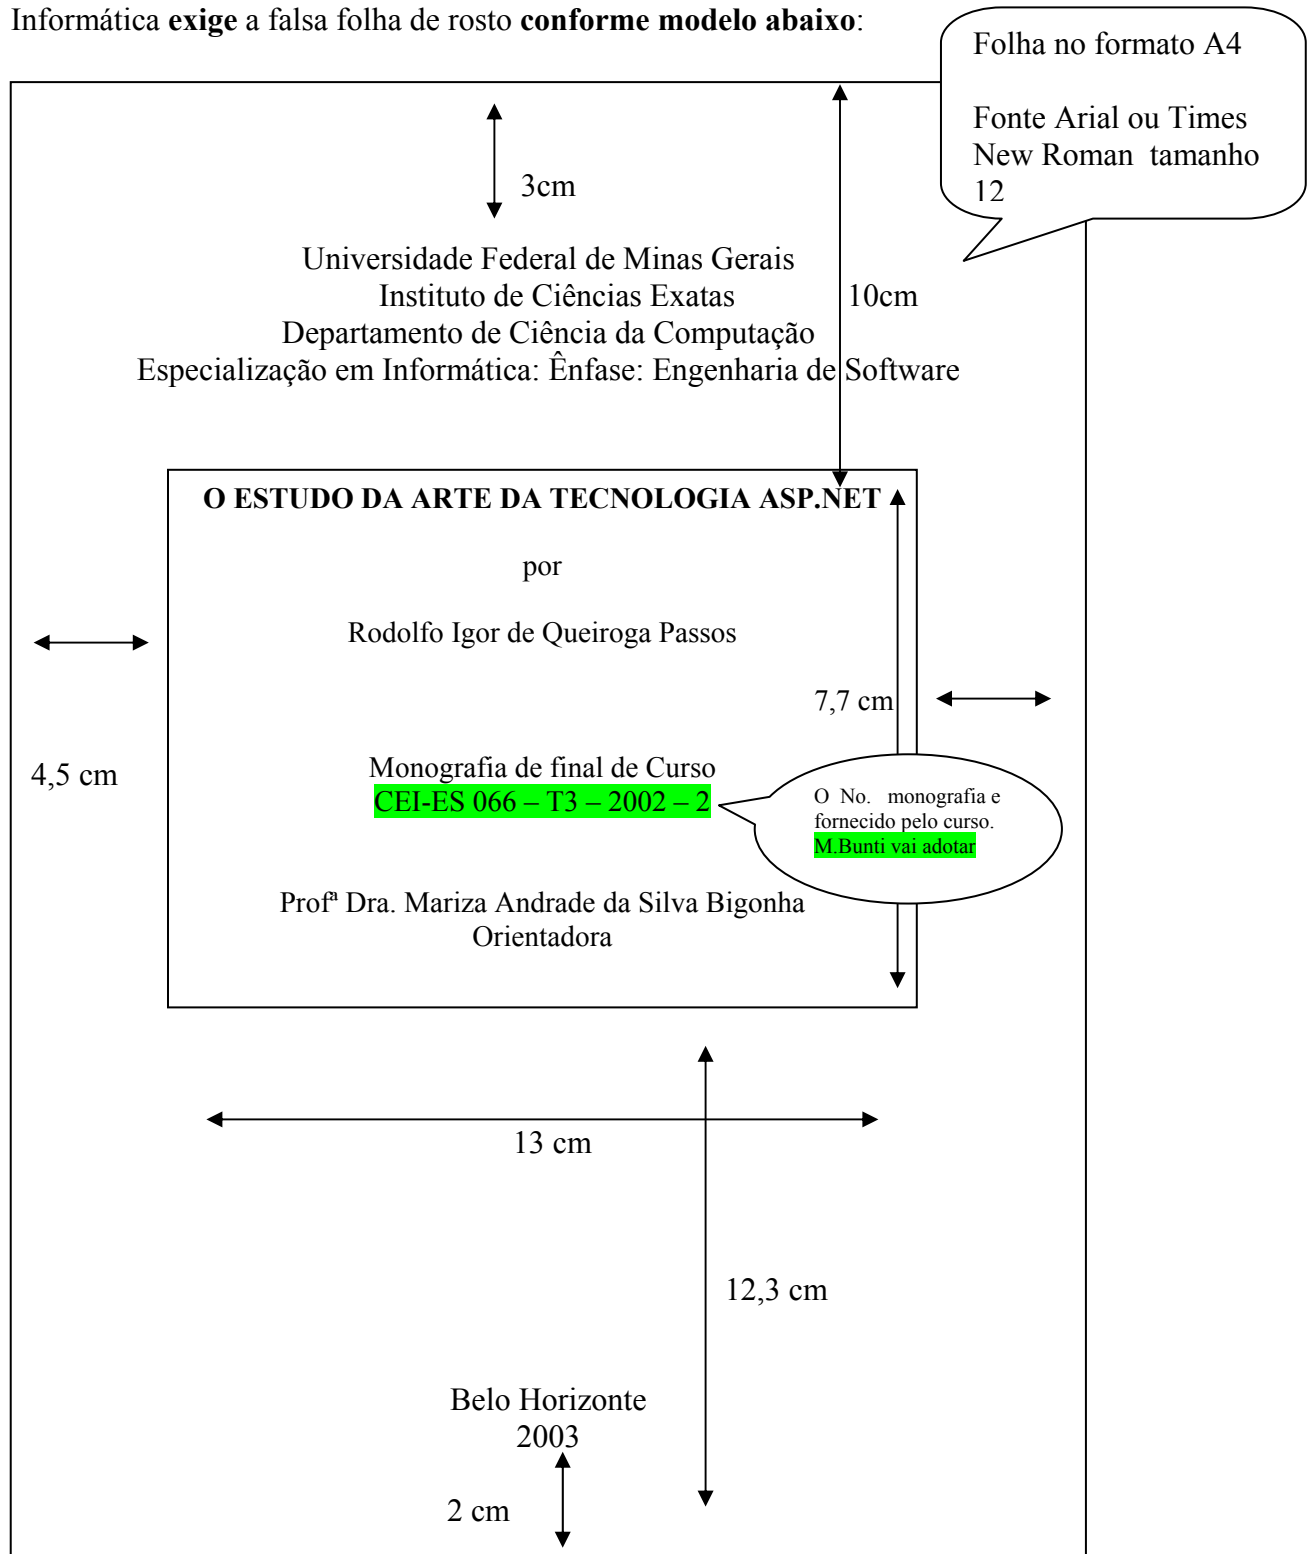 Informática exige a falsa folha de rosto conforme modelo abaixo:
Folha no formato A4
Fonte Arial ou Times
New Roman tamanho
12
3cm
10cm
Universidade Federal de Minas Gerais
Instituto de Ciências Exatas
Departamento de Ciência da Computação
Especialização em Informática: Ênfase: Engenharia de Software
O ESTUDO DA ARTE DA TECNOLOGIA ASP.NET
por
Rodolfo Igor de Queiroga Passos
7,7 cm
4,5 cm
Monografia de final de Curso
CEI-ES 066 – T3 – 2002 – 2
O No. monografia e
fornecido pelo curso.
M.Bunti vai adotar
Profª Dra. Mariza Andrade da Silva Bigonha
Orientadora
13 cm
12,3 cm
Belo Horizonte
2003
2 cm